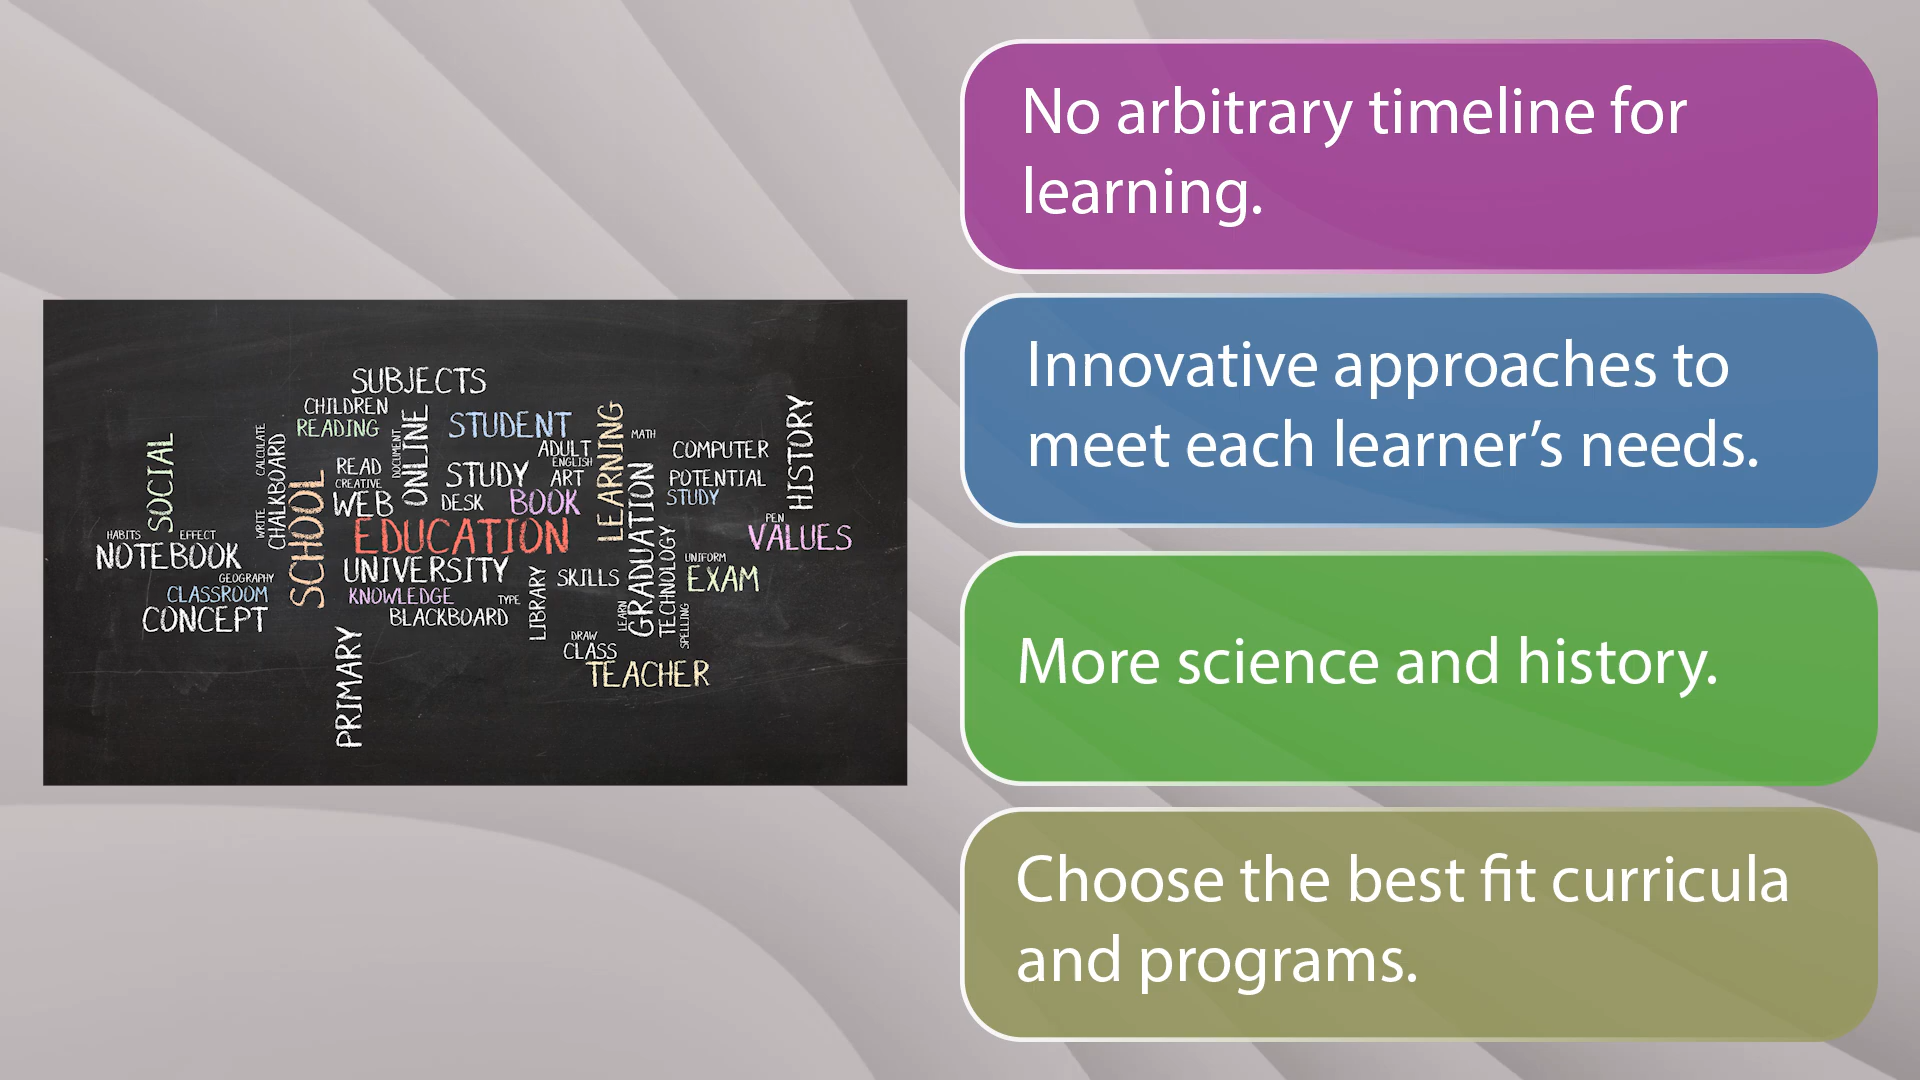 SUBJECTS
CHILDREN
READING
DOCUMENT
ONLINE
STUDENT
LEARNING
MATH
HISTORY
SOCIAL
CALCULATE
CHALKBOARD
WRITE
SCHOOL
READ
CREATIVE
WEB
STUDY
DESK
ADULT
ENGLISH
ART
BOOK
COMPUTER
POTENTIAL
STUDY
PEN
VALUES
HABITS
EFFECT
NOTEBOOK
GEOGRAPHY
CLASSROOM
CONCEPT
EDUCATION
UNIVERSITY
KNOWLEDGE
TYPE
BLACKBOARD
LIBRARY
SKILLS
GRADUATION
LEARN
TECHNOLOGY
SPELLING
UNIFORM
EXAM
DRAW
CLASS
TEACHER
PRIMARY
No arbitrary timeline for
learning.
Innovative approaches to
meet each learner’s needs.
More science and history.
Choose the best fit curricula
and programs.